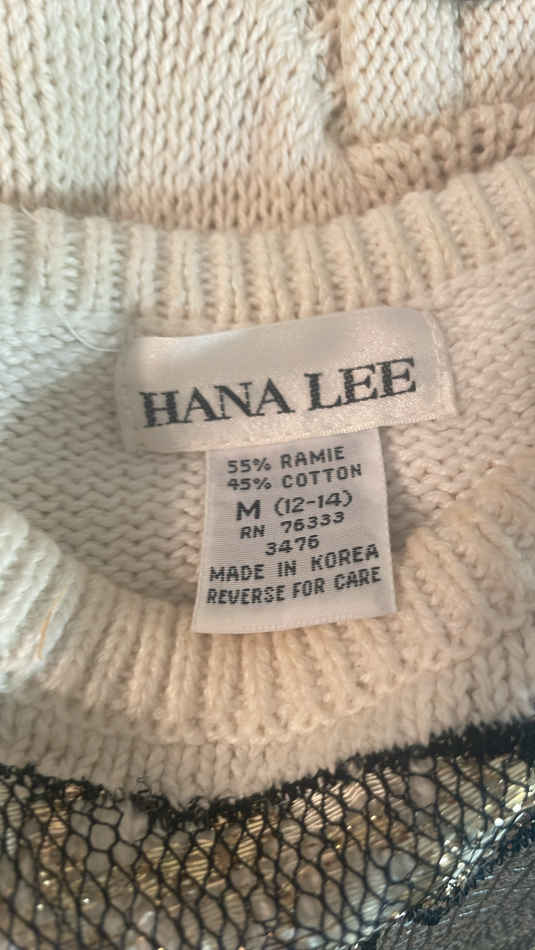 HANA LEE
55% RAMIE
45% COTTON
M (12-14)
RN 76333
3476
MADE IN KOREA
REVERSE FOR CARE